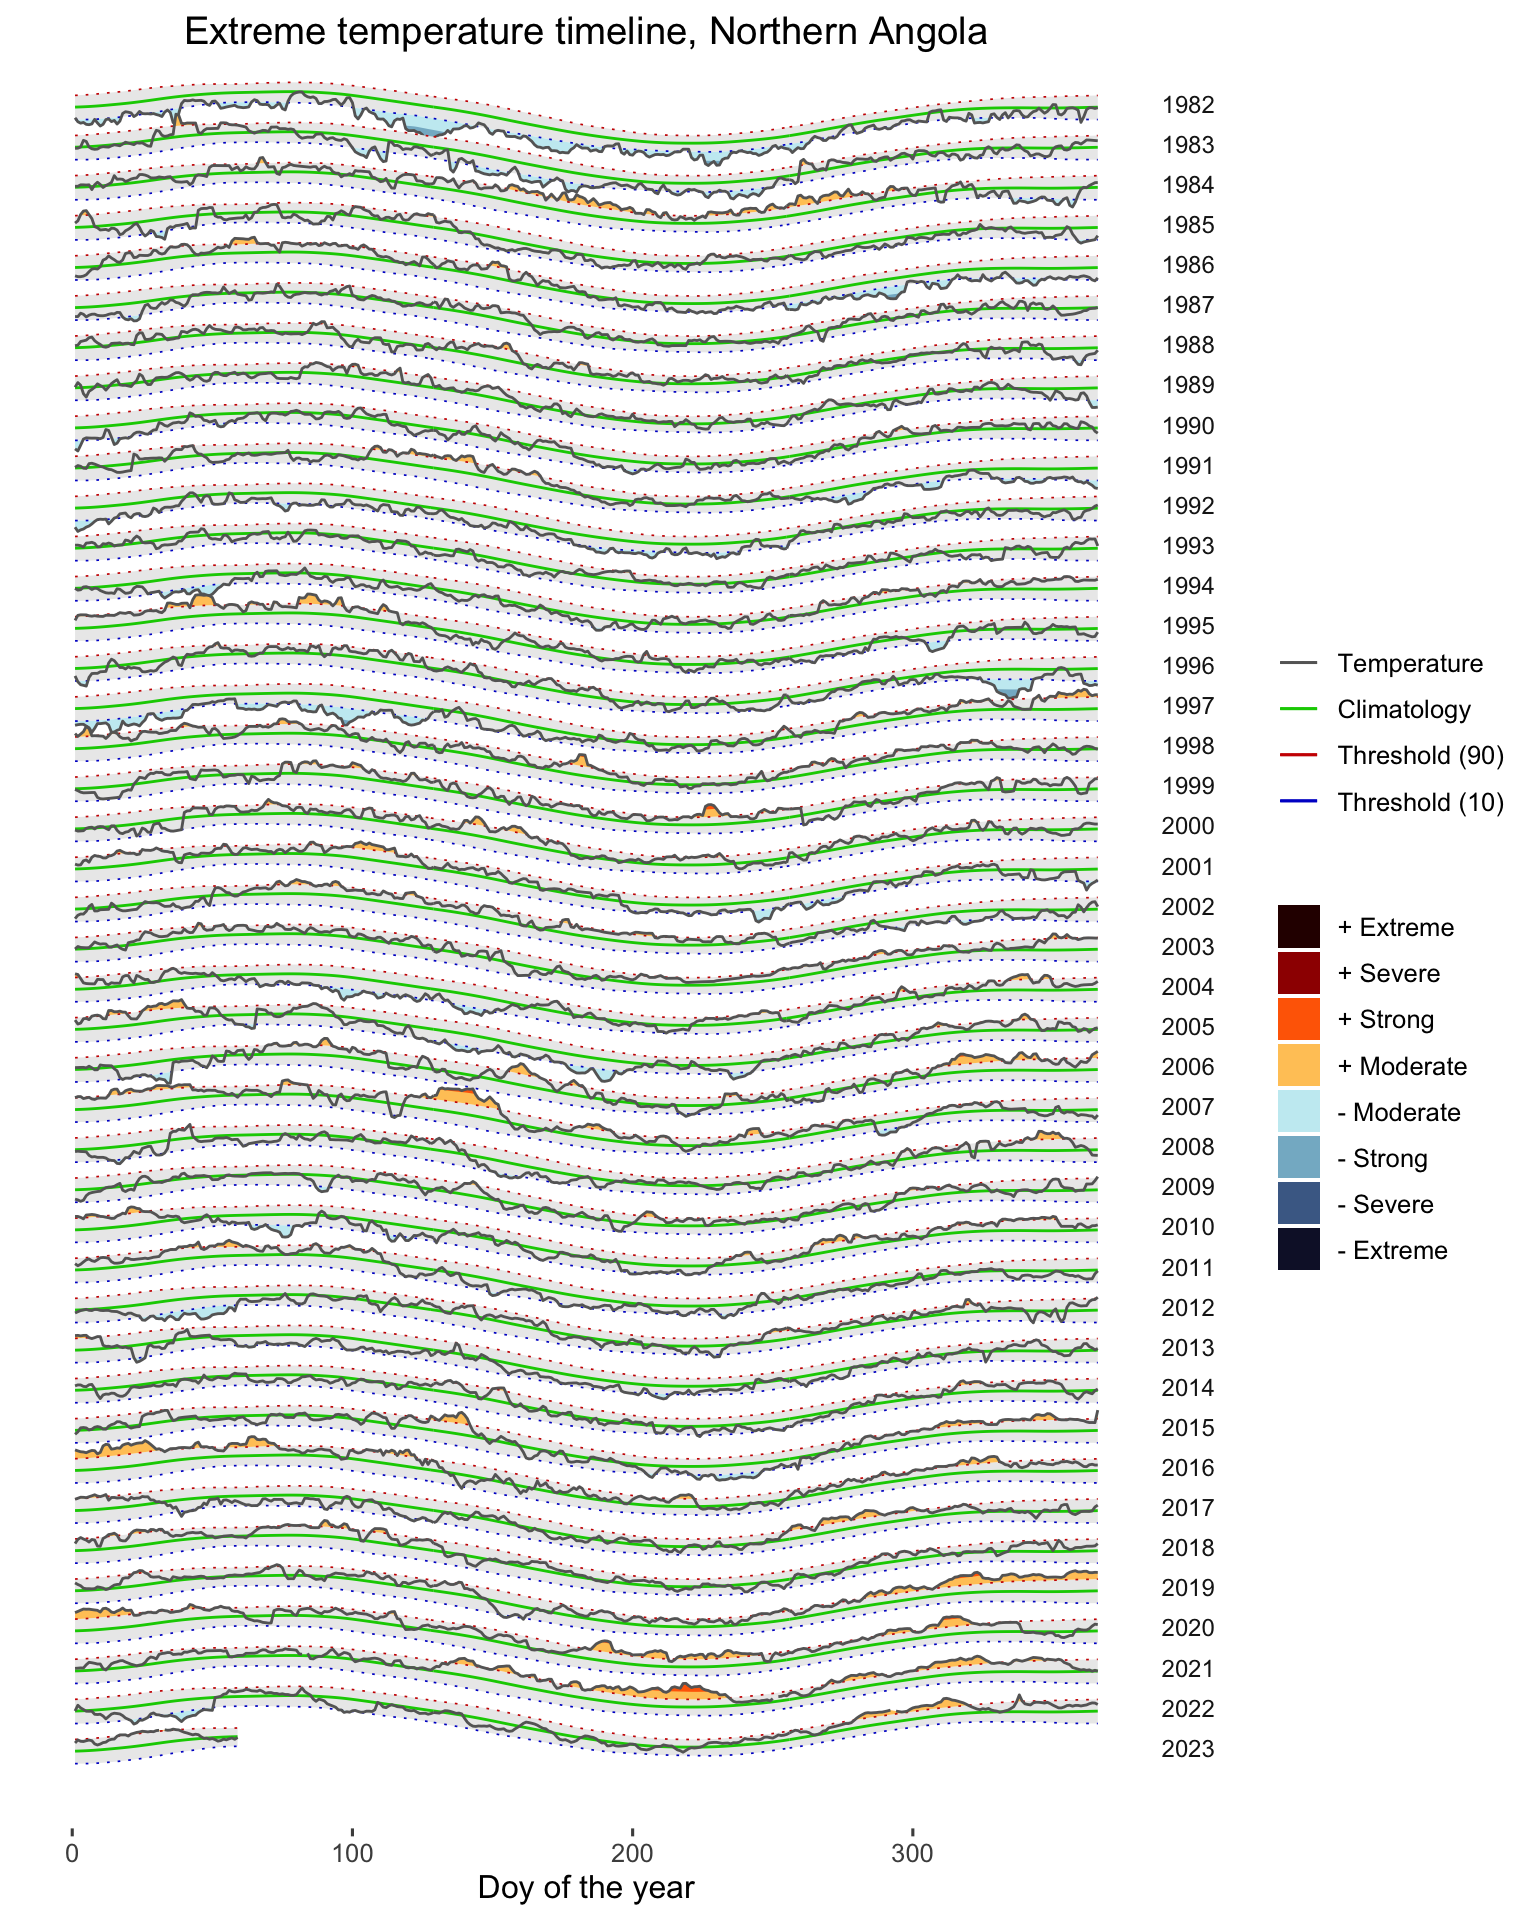 Extreme temperature timeline, Northern Angola
1982
1983
1984
1985
1986
1987
1988
1989
1990
1991
1992
1993
1994
1995
1996
1997
1998
1999
2000
2001
2002
2003
2004
2005
2006
2007
2008
2009
2010
2011
2012
2013
2014
2015
2016
2017
2018
2019
2020
2021
2022
2023
Temperature
Climatology
Threshold (90)
Threshold (10)
+ Extreme
+ Severe
+ Strong
+ Moderate
- Moderate
- Strong
- Severe
- Extreme
0 100 200 300
Doy of the year